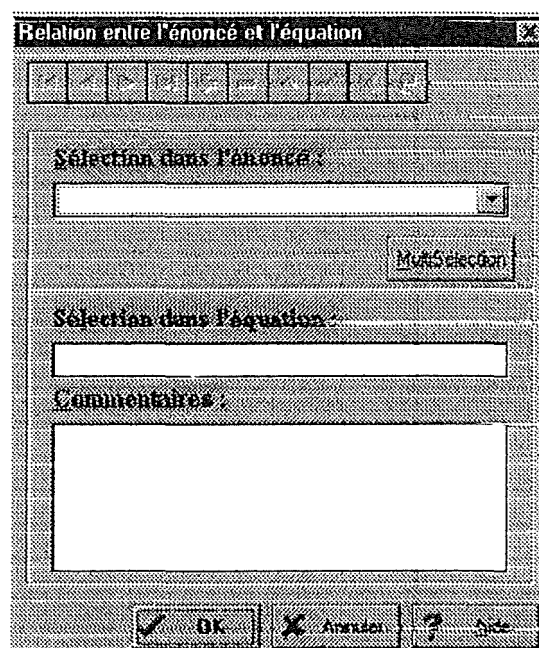 Relation entre l'énoncé et l'équation
Sélection dans l'énoncé :
MultiSélection
Sélection dans l'équation :
Commentaires :
OK Annuler ? Aide